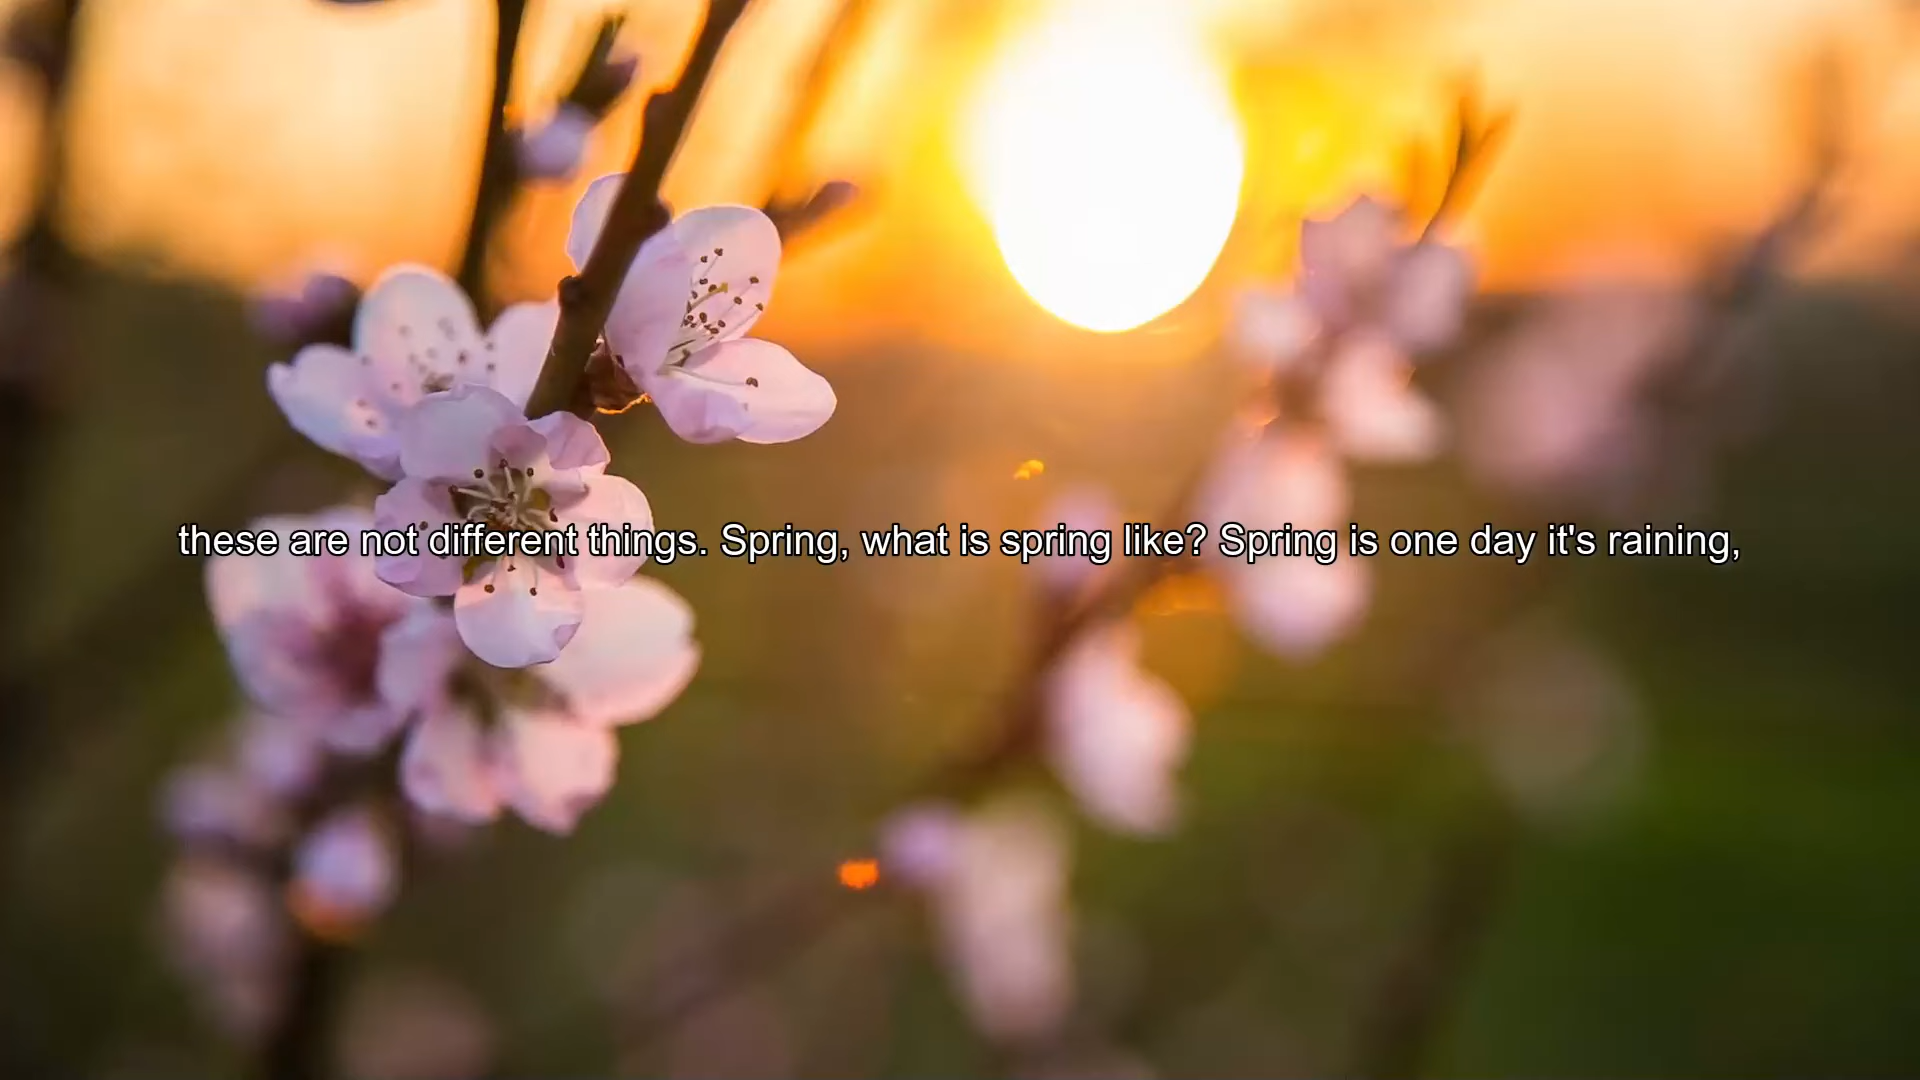 these are not different things. Spring, what is spring like? Spring is one day it's raining,